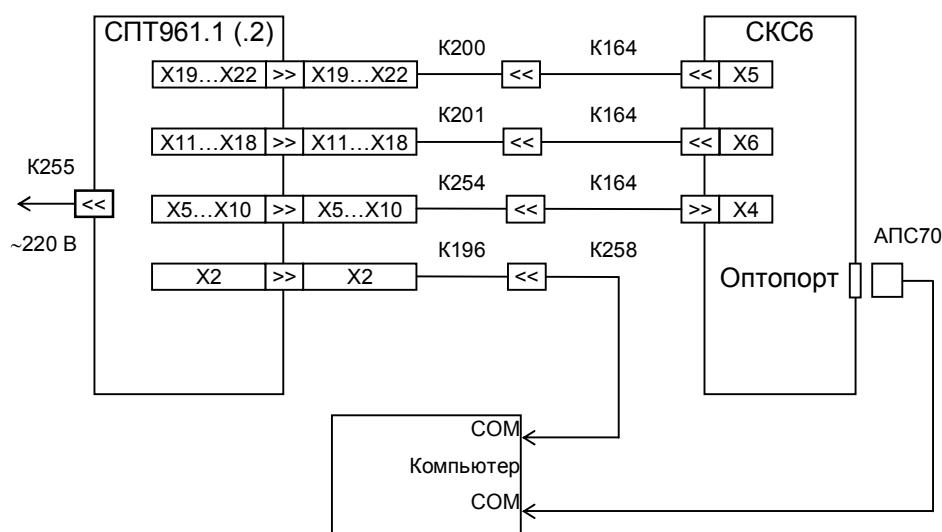 СПТ961.1 (.2)
СКС6
К200
К164
X19...X22 >> X19...X22 << << X5
К201
К164
X11...X18 >> X11...X18 << << X6
К255
<<
~220 В
К254
К164
X5...X10 >> X5...X10 << >> X4
К196
К258
X2 >> X2 <<
АПС70
Оптопорт
COM
Компьютер
COM